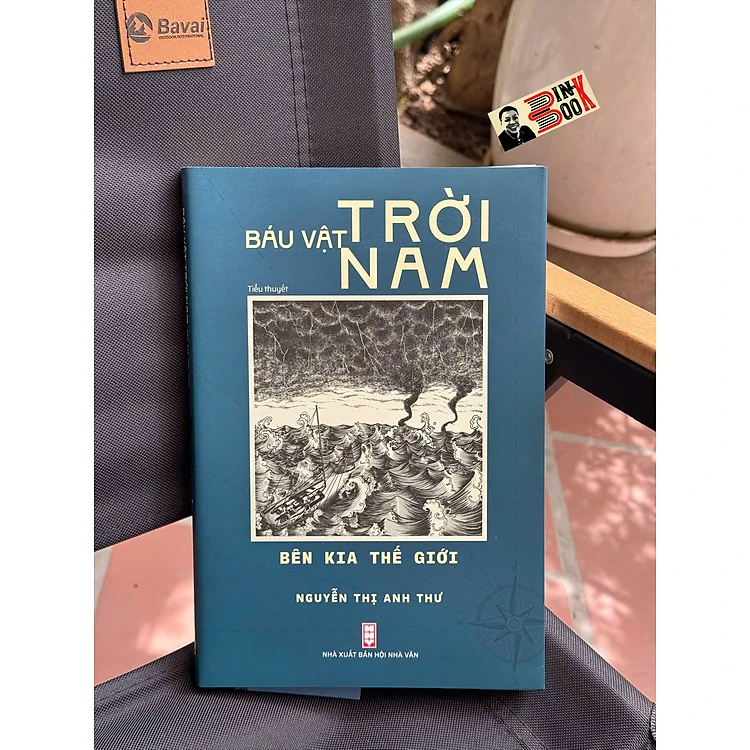 Bavai
OUTDOOR INTERNATIONAL
BIN
BOOK
BÁU VẬT TRỜI NAM
Tiểu thuyết
BÊN KIA THẾ GIỚI
NGUYỄN THỊ ANH THƯ
NHÀ XUẤT BẢN HỘI NHÀ VĂN